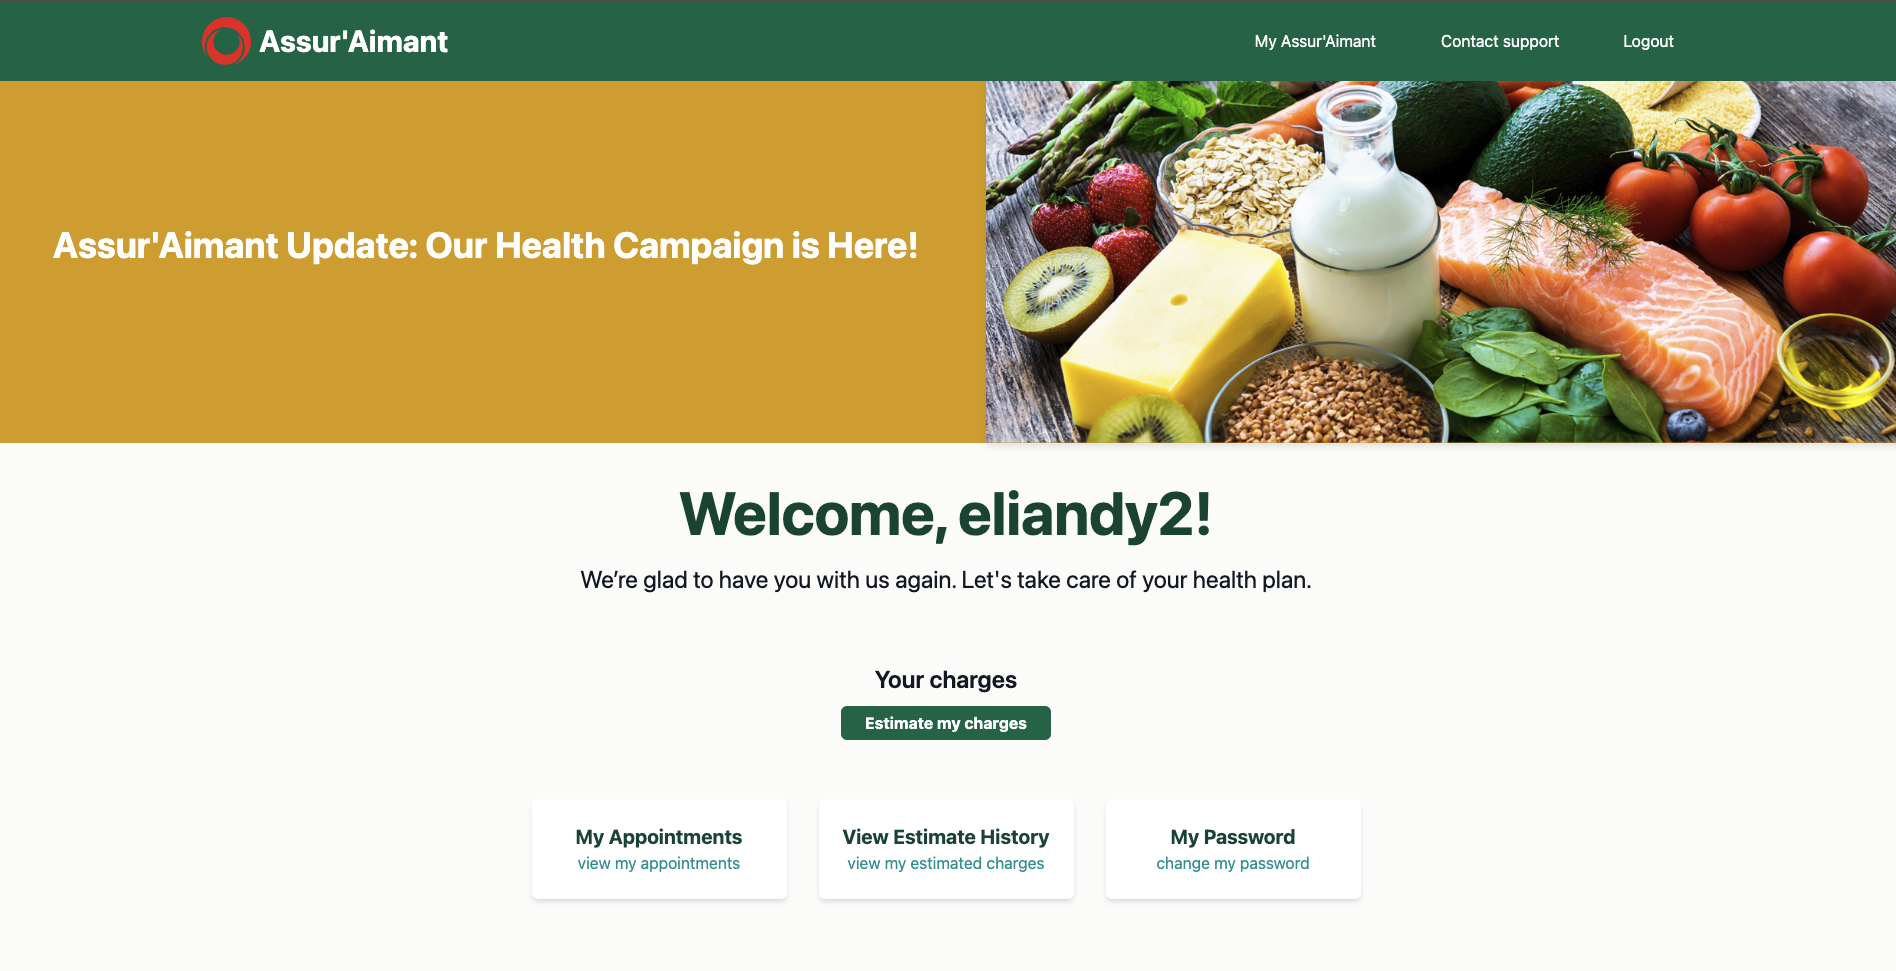 Assur'Aimant
My Assur'Aimant
Contact support
Logout
Assur'Aimant Update: Our Health Campaign is Here!
Welcome, eliandy2!
We’re glad to have you with us again. Let's take care of your health plan.
Your charges
Estimate my charges
My Appointments
view my appointments
View Estimate History
view my estimated charges
My Password
change my password